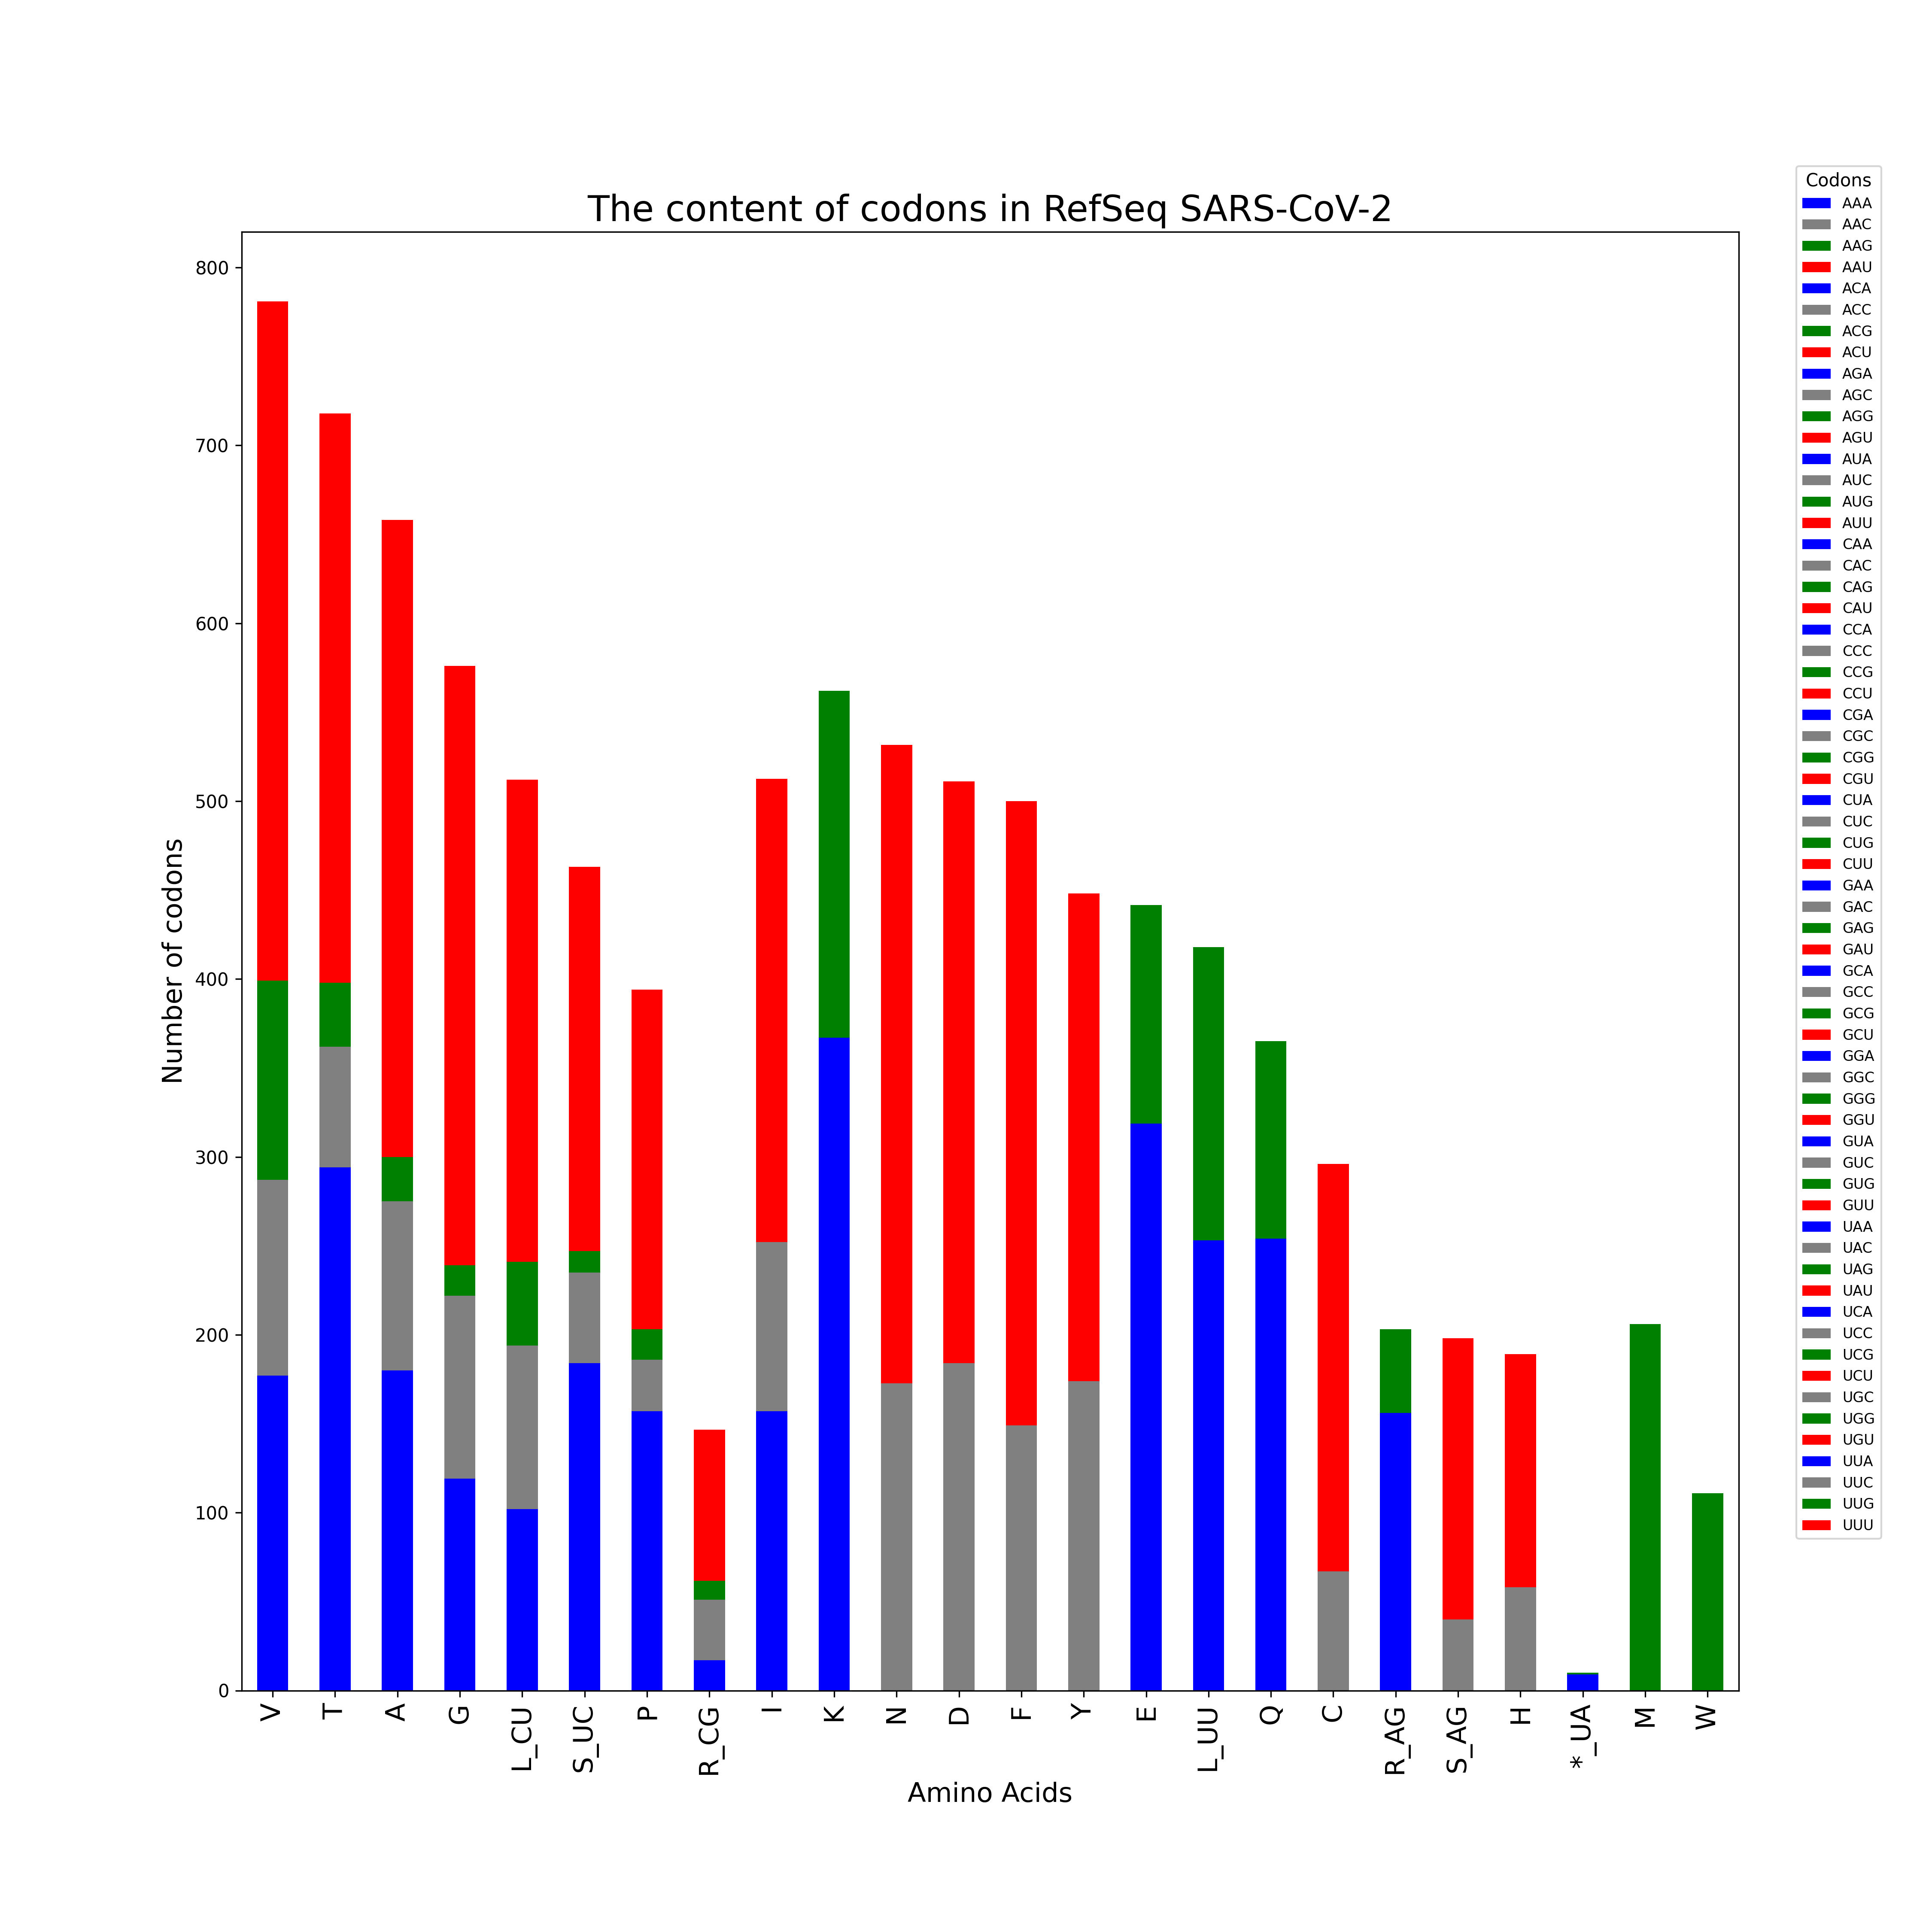 The content of codons in RefSeq SARS-CoV-2
Number of codons
800
700
600
500
400
300
200
100
0
V T A G L_CU S_UC P R_CG I K N D F Y E L_UU Q C R_AG S_AG H *_UA M W
Amino Acids
Codons
AAA
AAC
AAG
AAU
ACA
ACC
ACG
ACU
AGA
AGC
AGG
AGU
AUA
AUC
AUG
AUU
CAA
CAC
CAG
CAU
CCA
CCC
CCG
CCU
CGA
CGC
CGG
CGU
CUA
CUC
CUG
CUU
GAA
GAC
GAG
GAU
GCA
GCC
GCG
GCU
GGA
GGC
GGG
GGU
GUA
GUC
GUG
GUU
UAA
UAC
UAG
UAU
UCA
UCC
UCG
UCU
UGC
UGG
UGU
UUA
UUC
UUG
UUU